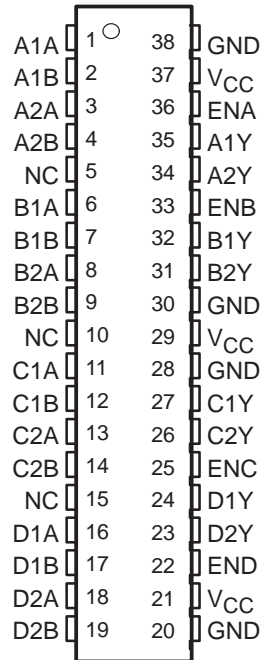 A1A 1 38 GND
A1B 2 37 VCC
A2A 3 36 ENA
A2B 4 35 A1Y
NC 5 34 A2Y
B1A 6 33 ENB
B1B 7 32 B1Y
B2A 8 31 B2Y
B2B 9 30 GND
NC 10 29 VCC
C1A 11 28 GND
C1B 12 27 C1Y
C2A 13 26 C2Y
C2B 14 25 ENC
NC 15 24 D1Y
D1A 16 23 D2Y
D1B 17 22 END
D2A 18 21 VCC
D2B 19 20 GND